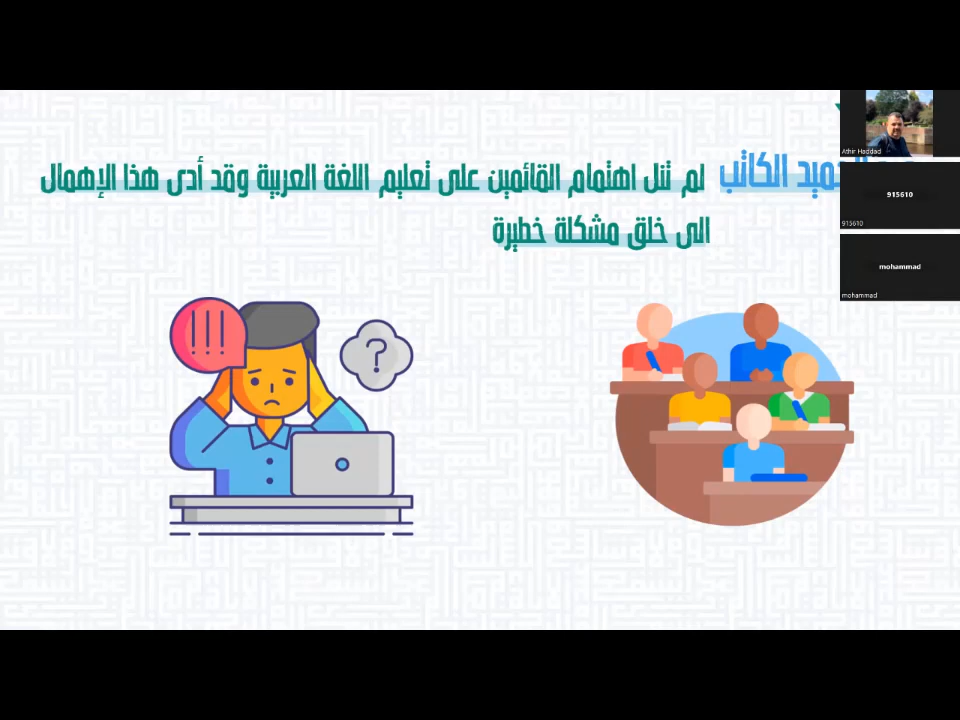 الكاتب لم تنل اهتمام القائمين على تعليم اللغة العربية وقد أدى هذا الإهمال
الى خلق مشكلة خطيرة
!!!
?
Athir Haddad
915610
915610
mohammad
mohammad